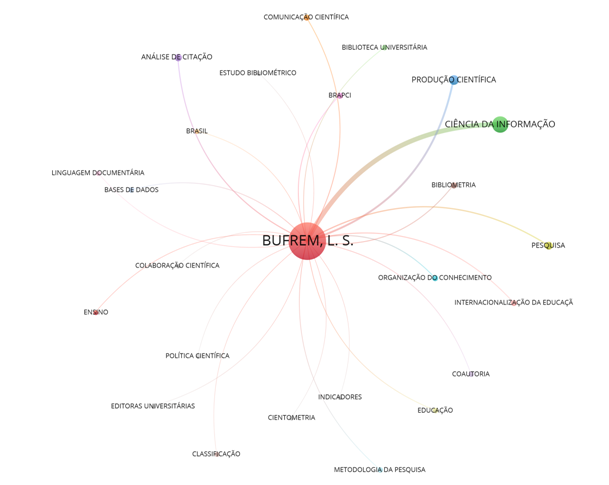 COMUNICAÇÃO CIENTÍFICA
BIBLIOTECA UNIVERSITÁRIA
ANÁLISE DE CITAÇÃO
ESTUDO BIBLIOMÉTRICO
PRODUÇÃO CIENTÍFICA
BRAPCI
CIÊNCIA DA INFORMAÇÃO
BRASIL
LINGUAGEM DOCUMENTÁRIA
BIBLIOMETRIA
BASES DE DADOS
BUFREM, L. S.
PESQUISA
COLABORAÇÃO CIENTÍFICA
ORGANIZAÇÃO DO CONHECIMENTO
INTERNACIONALIZAÇÃO DA EDUCAÇÃ
ENSINO
POLÍTICA CIENTÍFICA
COAUTORIA
INDICADORES
EDITORAS UNIVERSITÁRIAS
EDUCAÇÃO
CIENTOMETRIA
CLASSIFICAÇÃO
METODOLOGIA DA PESQUISA